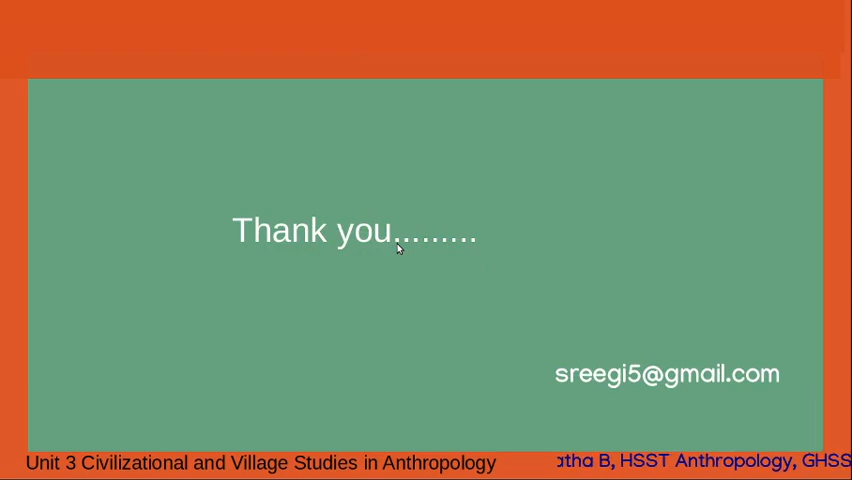 Thank you.........
sreegi5@gmail.com
Unit 3 Civilizational and Village Studies in Anthropology
B, HSST Anthropology, GHSS